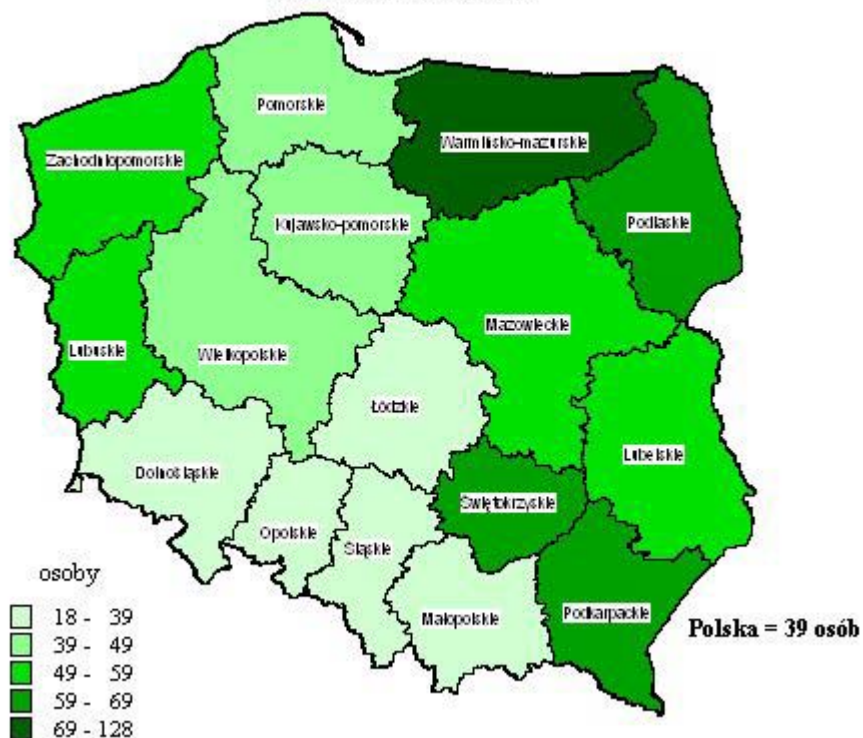 Pomorskie
Warmińsko-mazurskie
Zachodniopomorskie
Podlaskie
Kujawsko-pomorskie
Mazowieckie
Lubuskie
Wielkopolskie
Łódzkie
Lubelskie
Dolnośląskie
Świętokrzyskie
Opolskie
Śląskie
Małopolskie
Podkarpackie
Polska = 39 osób
osoby
18 - 39
39 - 49
49 - 59
59 - 69
69 - 128